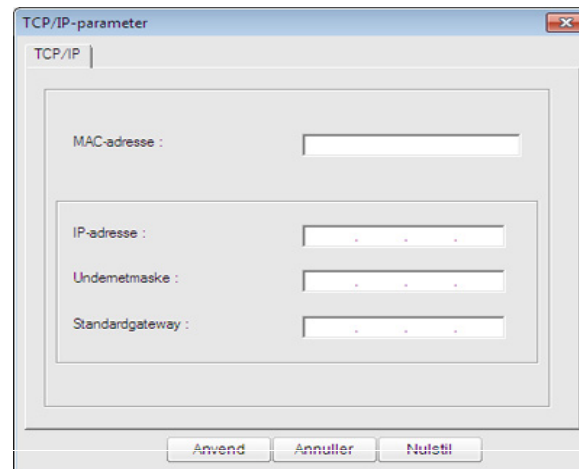 TCP/IP-parameter
TCP/IP
MAC-adresse :
IP-adresse :
. . .
Undernetmaske :
. . .
Standardgateway :
. . .
Anvend Annuller Nulstil